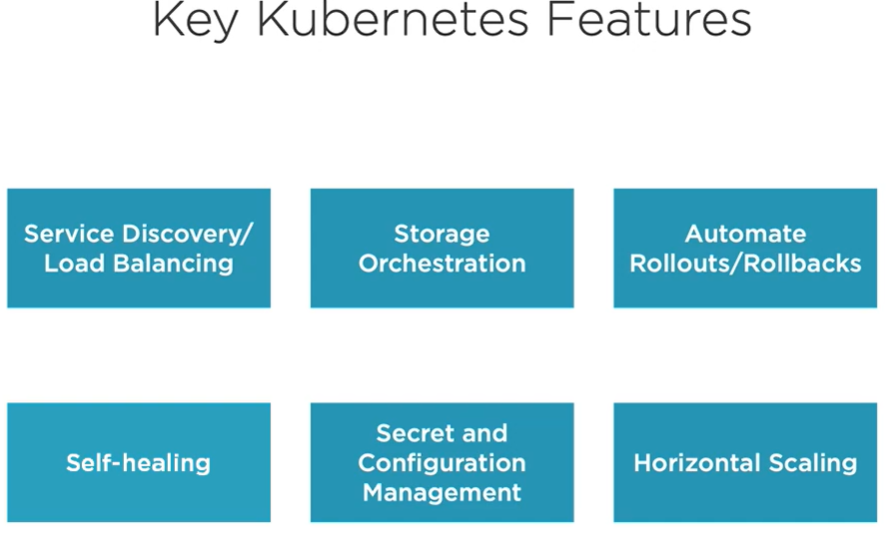 Key Kubernetes Features
Service Discovery/
Load Balancing
Storage
Orchestration
Automate
Rollouts/Rollbacks
Self-healing
Secret and
Configuration
Management
Horizontal Scaling